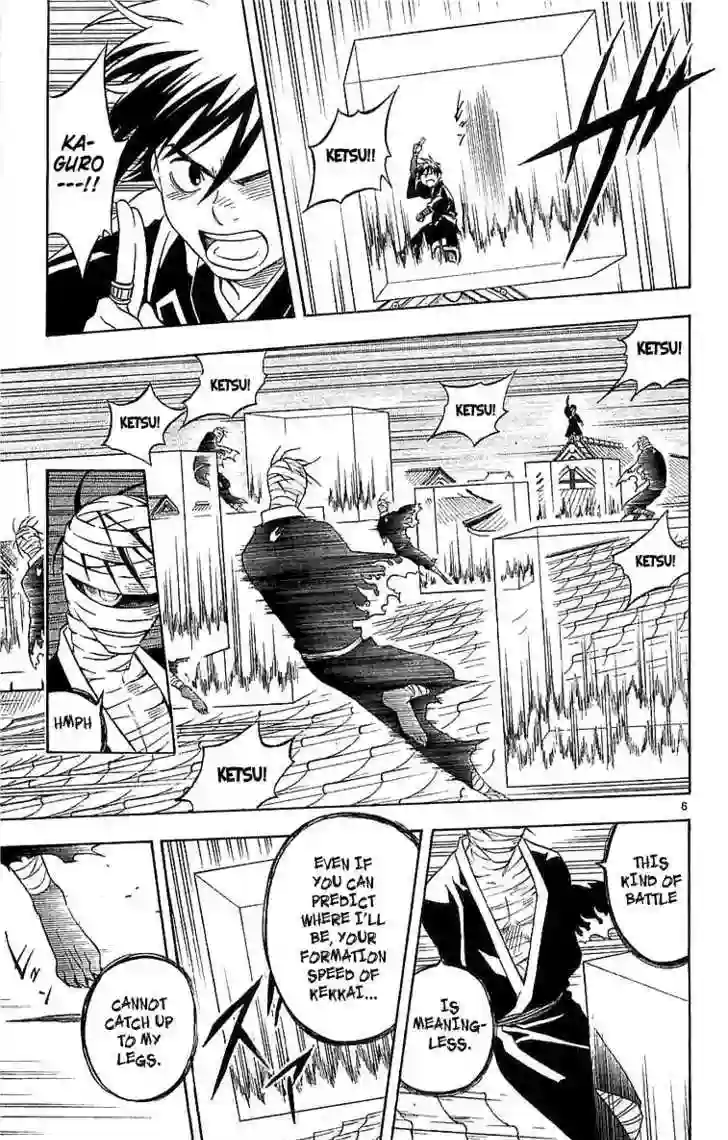 KETSU!!
KA-
GURO
---!!
KETSU!
KETSU!
KETSU!
KETSU!
KETSU!
HMPH
KETSU!
6
THIS
KIND OF
BATTLE
IS
MEANING-
LESS.
EVEN IF
YOU CAN
PREDICT
WHERE I'LL
BE, YOUR
FORMATION
SPEED OF
KEKKAI...
CANNOT
CATCH UP
TO MY
LEGS.